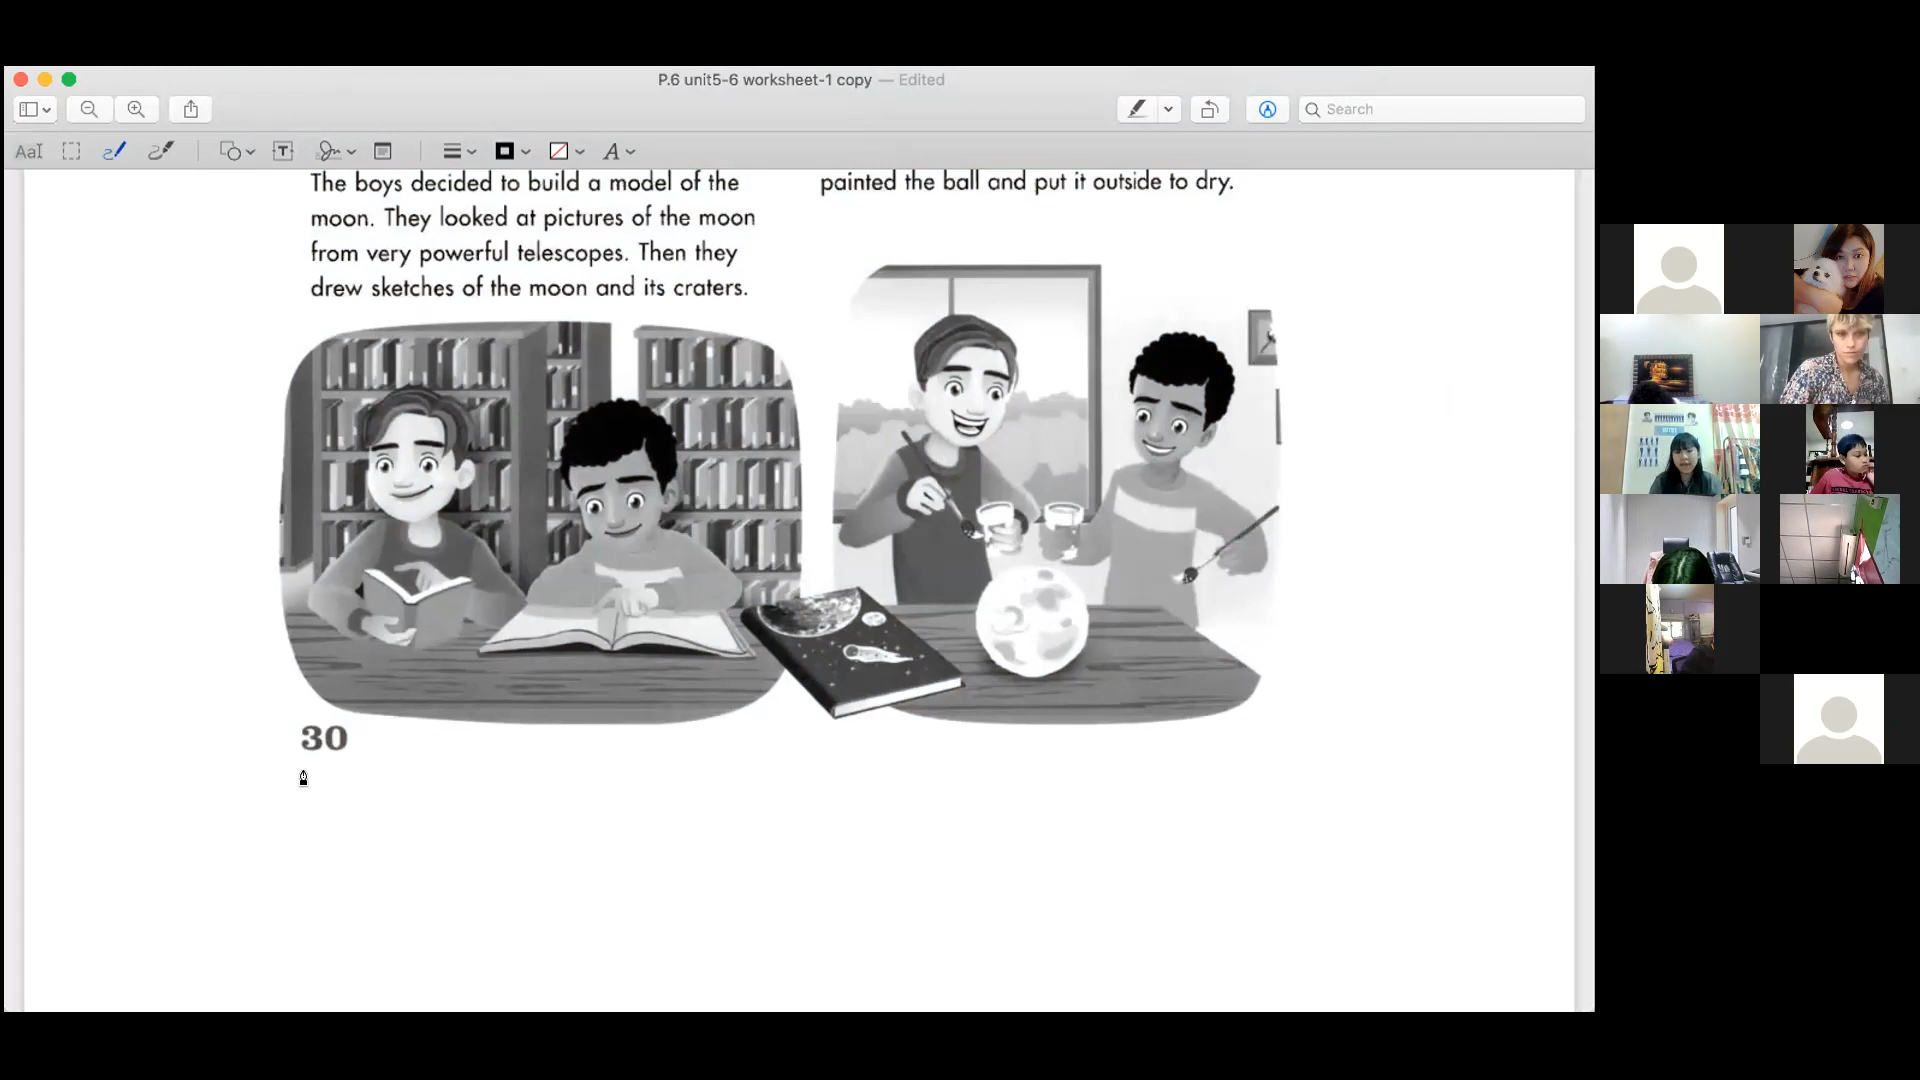 P.6 unit5-6 worksheet-1 copy — Edited
Search
AaI
T
A
The boys decided to build a model of the
moon. They looked at pictures of the moon
from very powerful telescopes. Then they
drew sketches of the moon and its craters.
painted the ball and put it outside to dry.
30